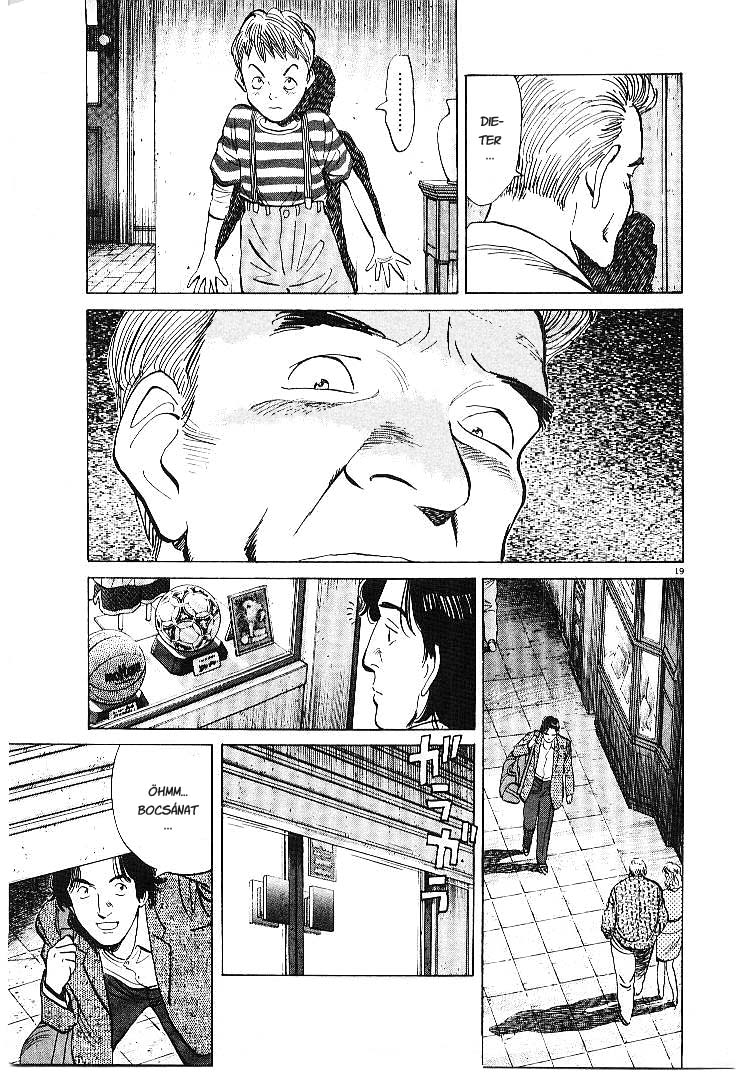 DIE-
TER
...
.......
19
ガラガラ
ÖHMM...
BOCSÁNAT
...